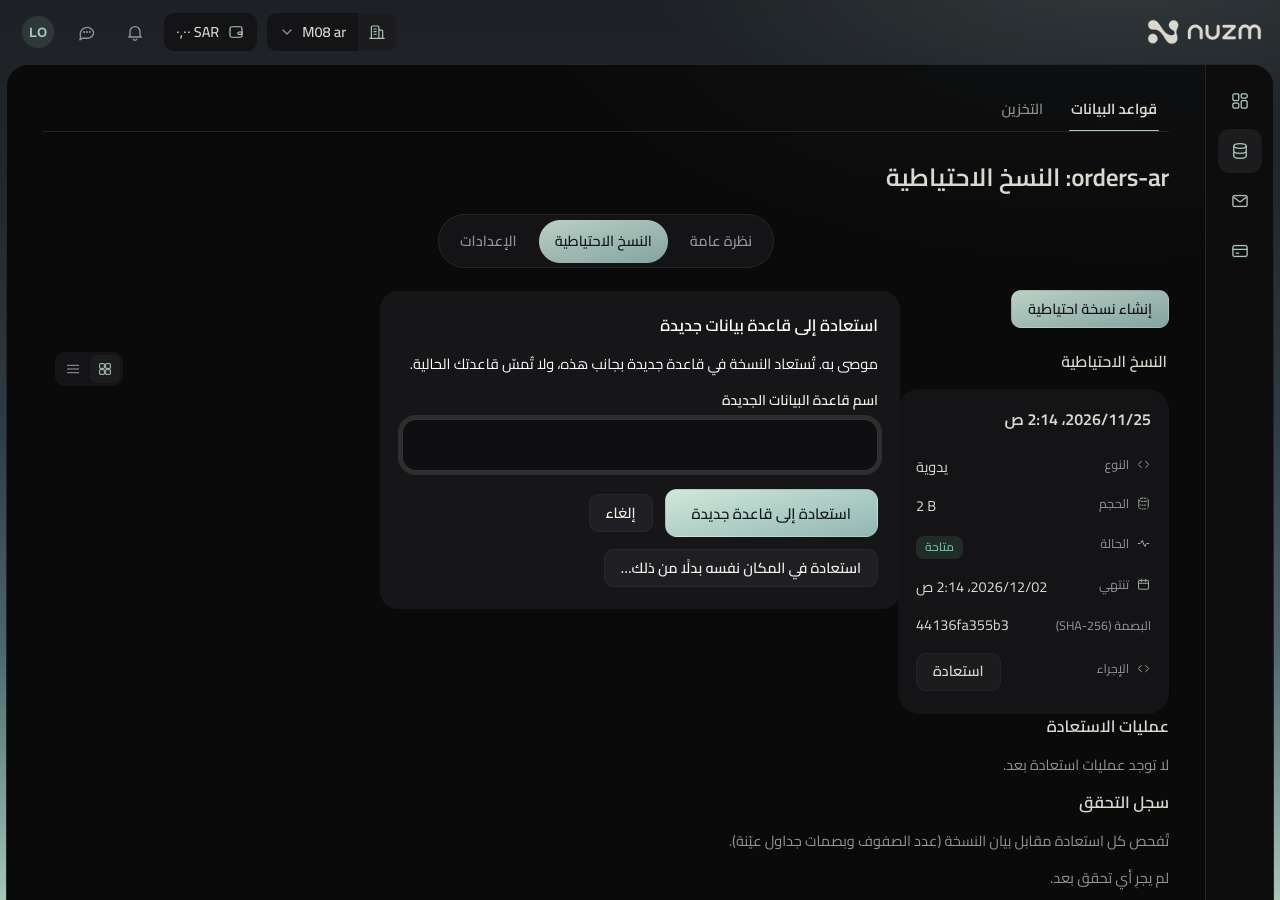 nuzm
M08 ar
٠٫٠٠ SAR
LO
قواعد البيانات
التخزين
orders-ar: النسخ الاحتياطية
نظرة عامة
النسخ الاحتياطية
الإعدادات
إنشاء نسخة احتياطية
النسخ الاحتياطية
2026/11/25، 2:14 ص
النوع
يدوية
الحجم
2 B
الحالة
متاحة
تنتهي
2026/12/02، 2:14 ص
البصمة (SHA-256)
44136fa355b3
الإجراء
استعادة
استعادة إلى قاعدة بيانات جديدة
موصى به. تُستعاد النسخة في قاعدة جديدة بجانب هذه، ولا تُمسّ قاعدتك الحالية.
اسم قاعدة البيانات الجديدة
استعادة إلى قاعدة جديدة
إلغاء
استعادة في المكان نفسه بدلًا من ذلك...
عمليات الاستعادة
لا توجد عمليات استعادة بعد.
سجل التحقق
تُفحص كل استعادة مقابل بيان النسخة (عدد الصفوف وبصمات جداول عيّنة).
لم يجرِ أي تحقق بعد.